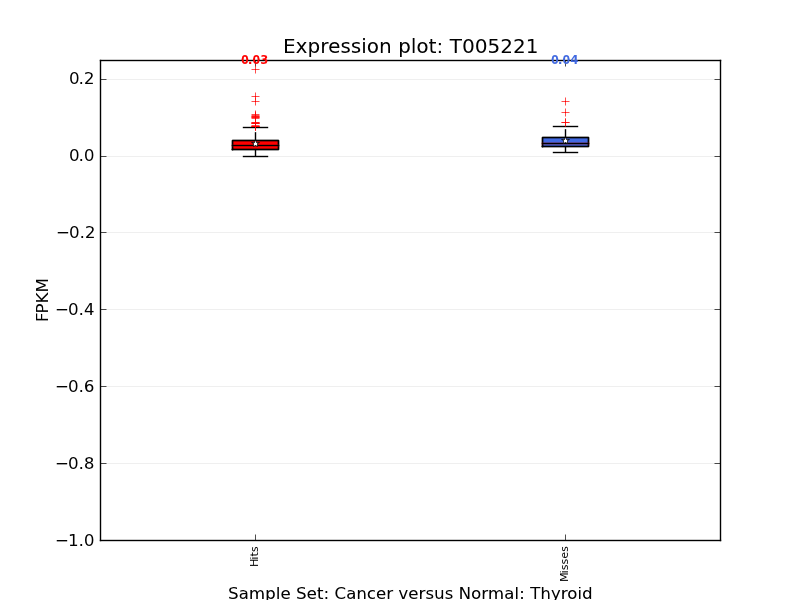 Expression plot: T005221
0.03
0.04
0.2
0.0
−0.2
−0.4
−0.6
−0.8
−1.0
FPKM
Hits
Misses
Sample Set: Cancer versus Normal: Thyroid